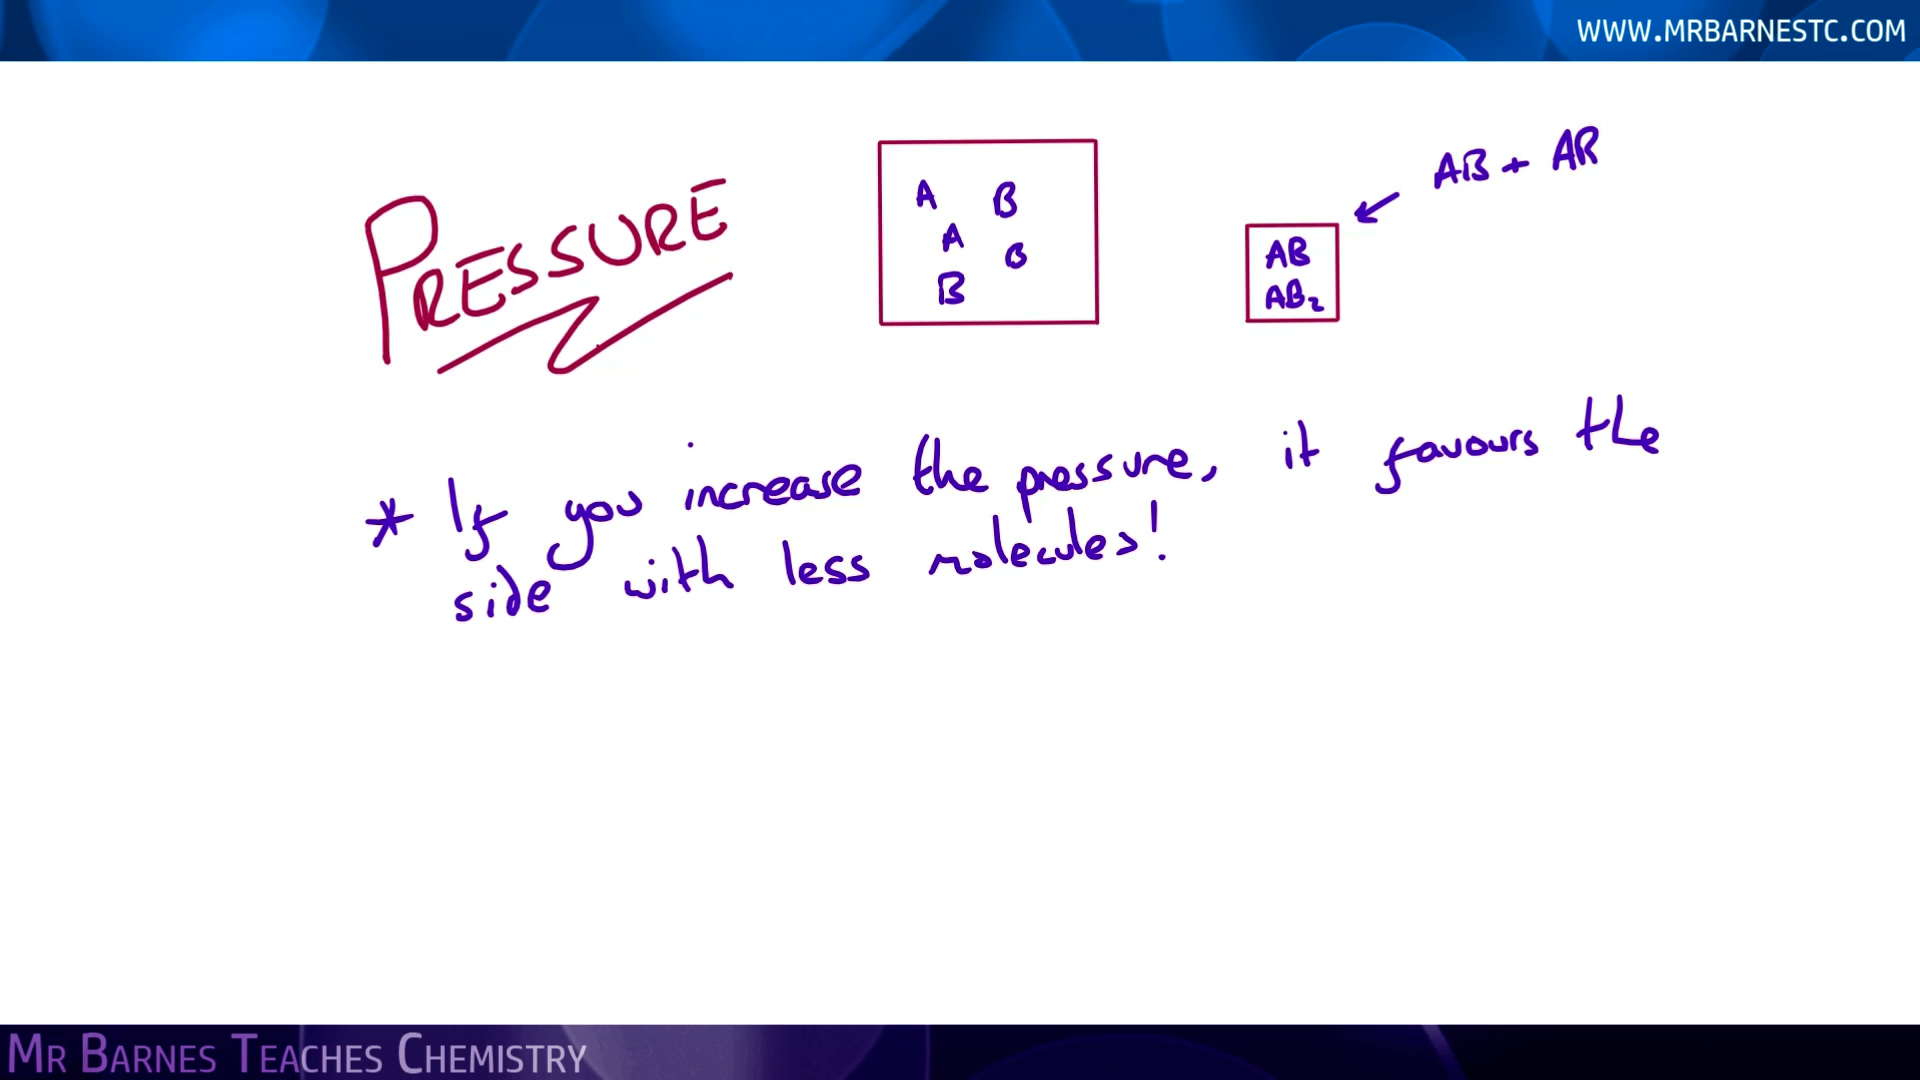 WWW.MRBARNESTC.COM
PRESSURE
A B
A B
B
AB + AB
AB
AB2
* If you increase the pressure, it favours the
side with less molecules!
MR BARNES TEACHES CHEMISTRY